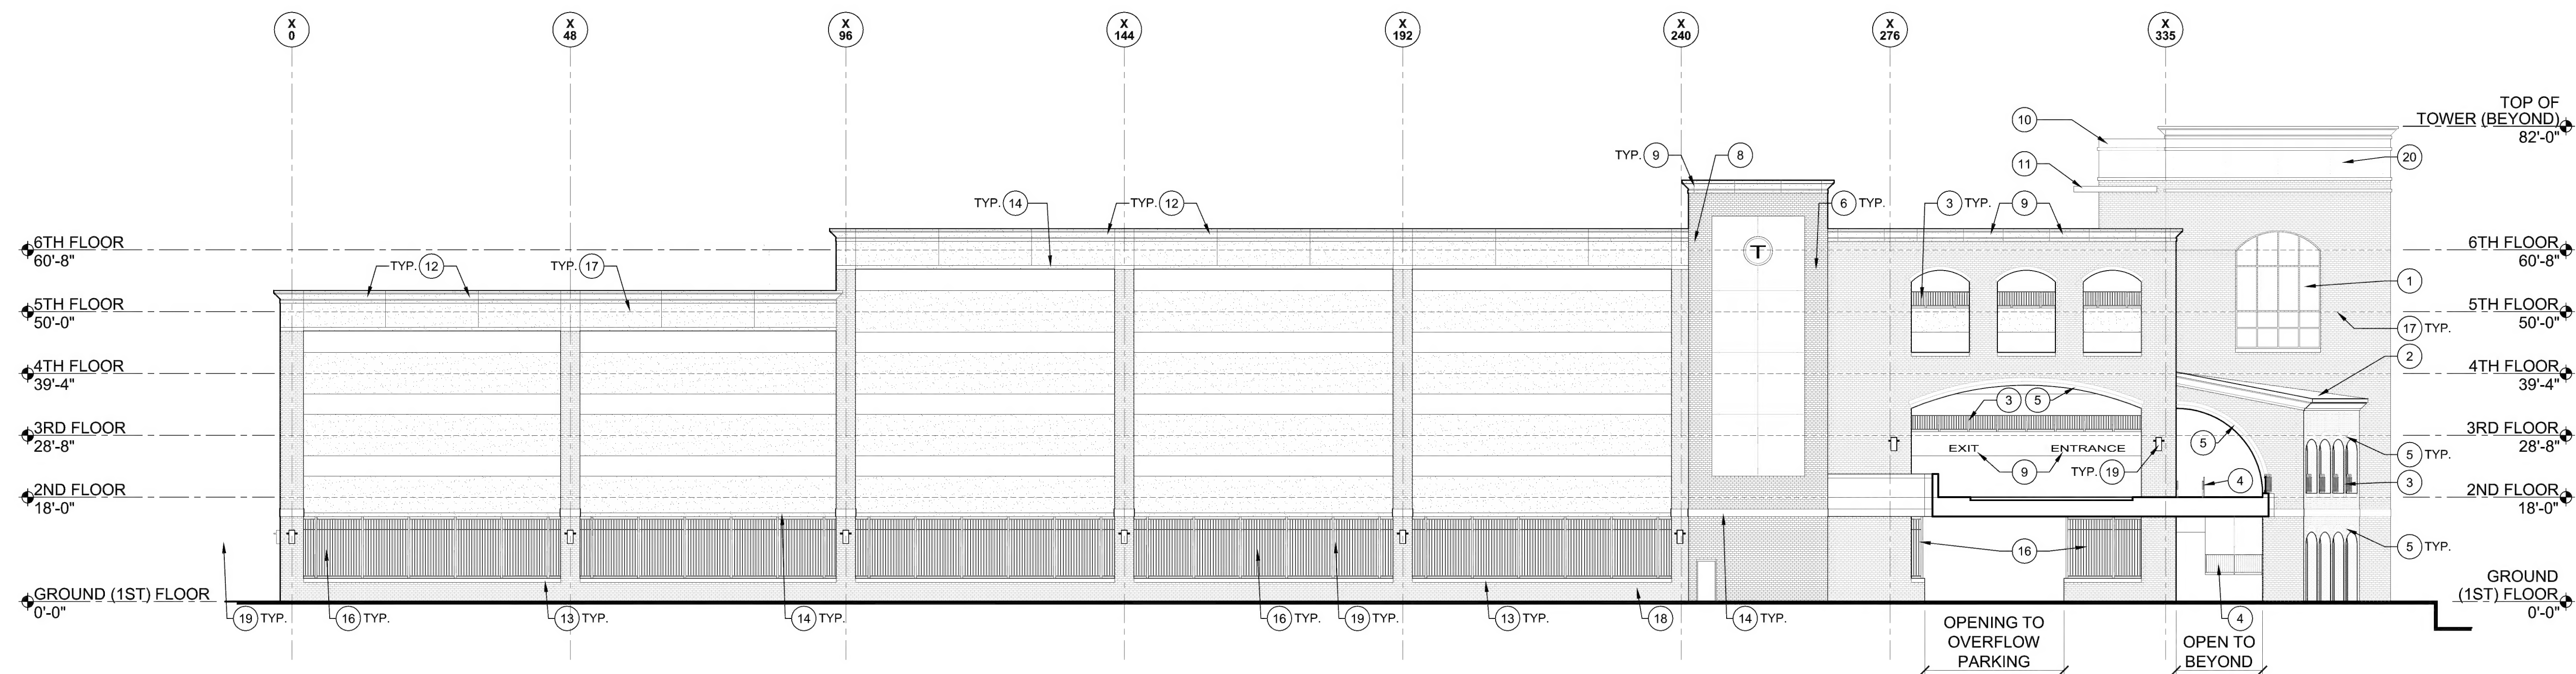 X
0
X
48
X
96
X
144
X
192
X
240
X
276
X
335
TOP OF
TOWER (BEYOND)
82'-0"
10
11
20
TYP. 9
8
TYP. 14
TYP. 12
6 TYP.
3 TYP.
9
T
6TH FLOOR
60'-8"
6TH FLOOR
60'-8"
TYP. 12
TYP. 17
1
5TH FLOOR
50'-0"
5TH FLOOR
50'-0"
17 TYP.
2
4TH FLOOR
39'-4"
4TH FLOOR
39'-4"
3
5
3RD FLOOR
28'-8"
3RD FLOOR
28'-8"
5
EXIT
ENTRANCE
9
TYP. 19
5 TYP.
4
3
2ND FLOOR
18'-0"
2ND FLOOR
18'-0"
16
5 TYP.
GROUND (1ST) FLOOR
0'-0"
GROUND
(1ST) FLOOR
0'-0"
19 TYP.
16 TYP.
13 TYP.
14 TYP.
16 TYP.
19 TYP.
13 TYP.
18
14 TYP.
4
OPENING TO
OVERFLOW
PARKING
OPEN TO
BEYOND